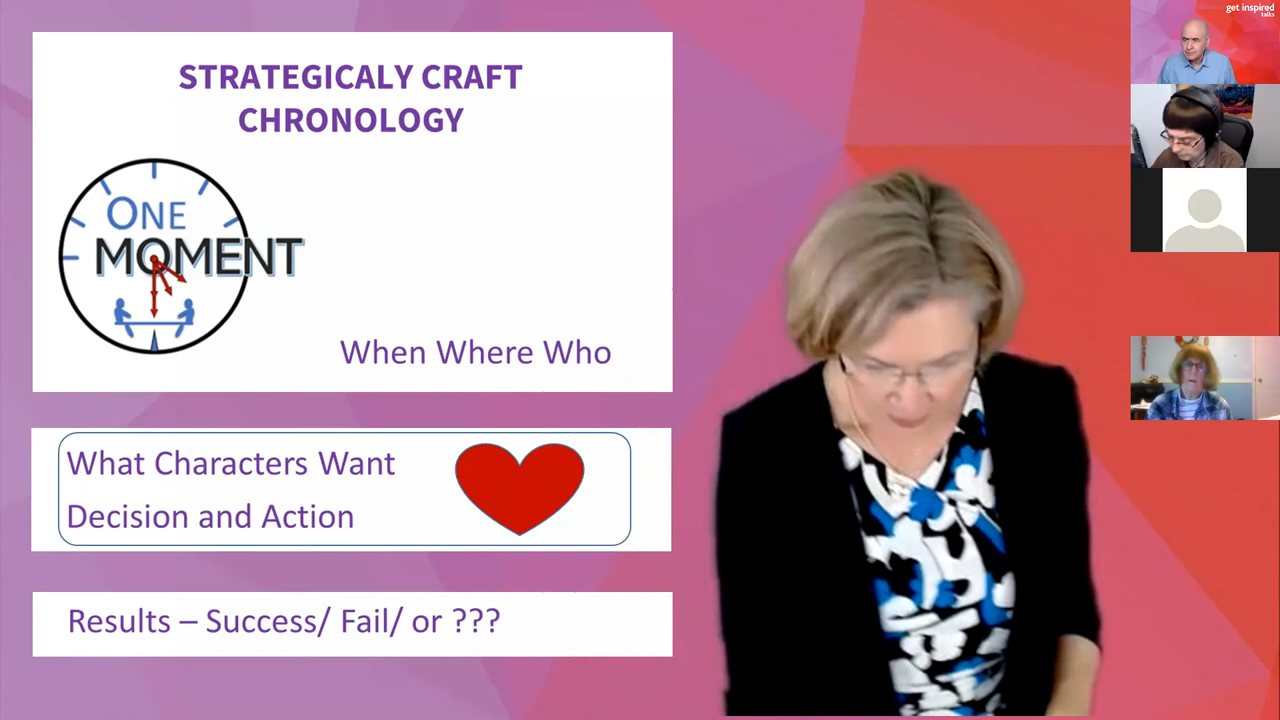 get inspired
talks
STRATEGICALY CRAFT
CHRONOLOGY
ONE
MOMENT
When Where Who
What Characters Want
Decision and Action
Results – Success/ Fail/ or ???